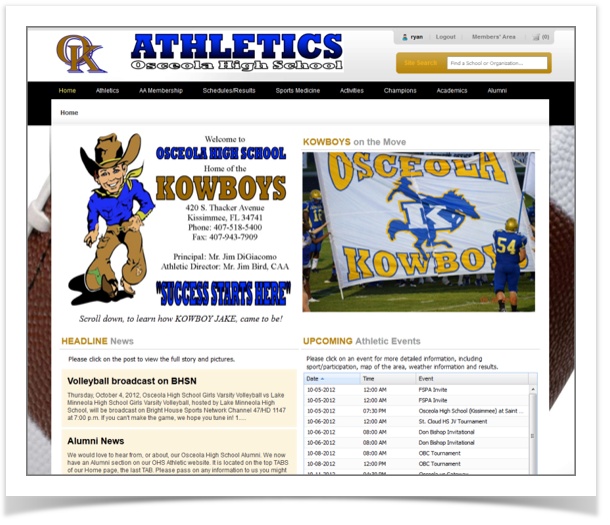 OK
ATHLETICS
Osceola High School
ryan | Logout | Members' Area | (0)
Site Search Find a School or Organization...
Home Athletics AA Membership Schedules/Results Sports Medicine Activities Champions Academics Alumni
Home
Welcome to
OSCEOLA HIGH SCHOOL
Home of the
KOWBOYS
420 S. Thacker Avenue
Kissimmee, FL 34741
Phone: 407-518-5400
Fax: 407-943-7909
Principal: Mr. Jim DiGiacomo
Athletic Director: Mr. Jim Bird, CAA
"SUCCESS STARTS HERE"
Scroll down, to learn how KOWBOY JAKE, came to be!
KOWBOYS on the Move
OSCEOLA
K
KOWBOY
54
HEADLINE News
Please click on the post to view the full story and pictures.
Volleyball broadcast on BHSN
Thursday, October 4, 2012, Osceola High School Girls Varsity Volleyball vs Lake
Minneola High School Girls Varsity Volleyball, hosted by Lake Minneola High
School, will be broadcast on Bright House Sports Network Channel 47/HD 1147
at 7:00 p.m. If you can't make the game, we hope you tune in! 1....
Alumni News
We would love to hear from, or about, our Osceola High School Alumni. We now
have an Alumni section on our OHS Athletic website. It is located on the top TABS
of our Home page, the last TAB. Please pass on any information to us you might
UPCOMING Athletic Events
Please click on an event for more detailed information, including
sport/participation, map of the area, weather information and results.
Date Time Event
10-05-2012 12:00 AM FSPA Invite
10-05-2012 12:00 AM FSPA Invite
10-05-2012 07:30 PM Osceola High School (Kissimmee) at Saint ...
10-06-2012 12:00 AM St. Cloud HS JV Tournament
10-06-2012 12:00 AM Don Bishop Invitational
10-06-2012 08:00 AM Don Bishop Invitational
10-08-2012 12:00 AM OBC Tournament
10-08-2012 12:00 PM OBC Tournament